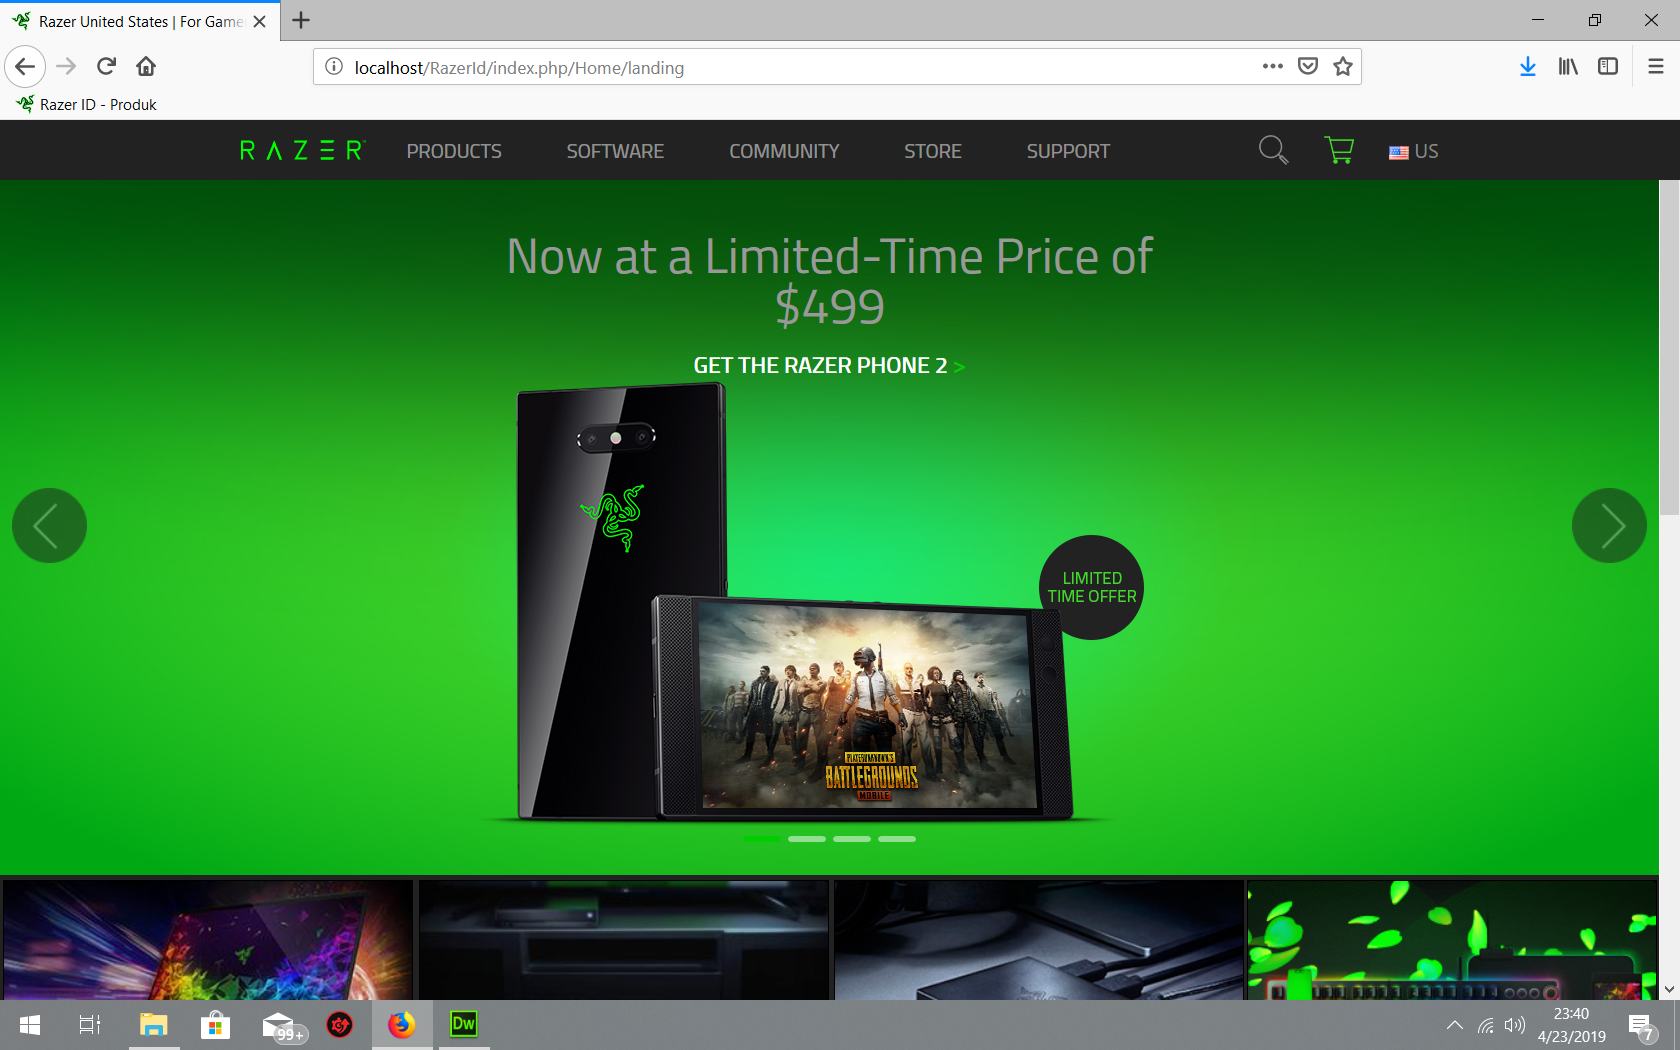 Razer United States | For Game
localhost/RazerId/index.php/Home/landing
Razer ID - Produk
RAZER
PRODUCTS
SOFTWARE
COMMUNITY
STORE
SUPPORT
US
Now at a Limited-Time Price of
$499
GET THE RAZER PHONE 2 >
LIMITED
TIME OFFER
PLAYERUNKNOWN'S
BATTLEGROUNDS
MOBILE
99+
Dw
23:40
4/23/2019
7